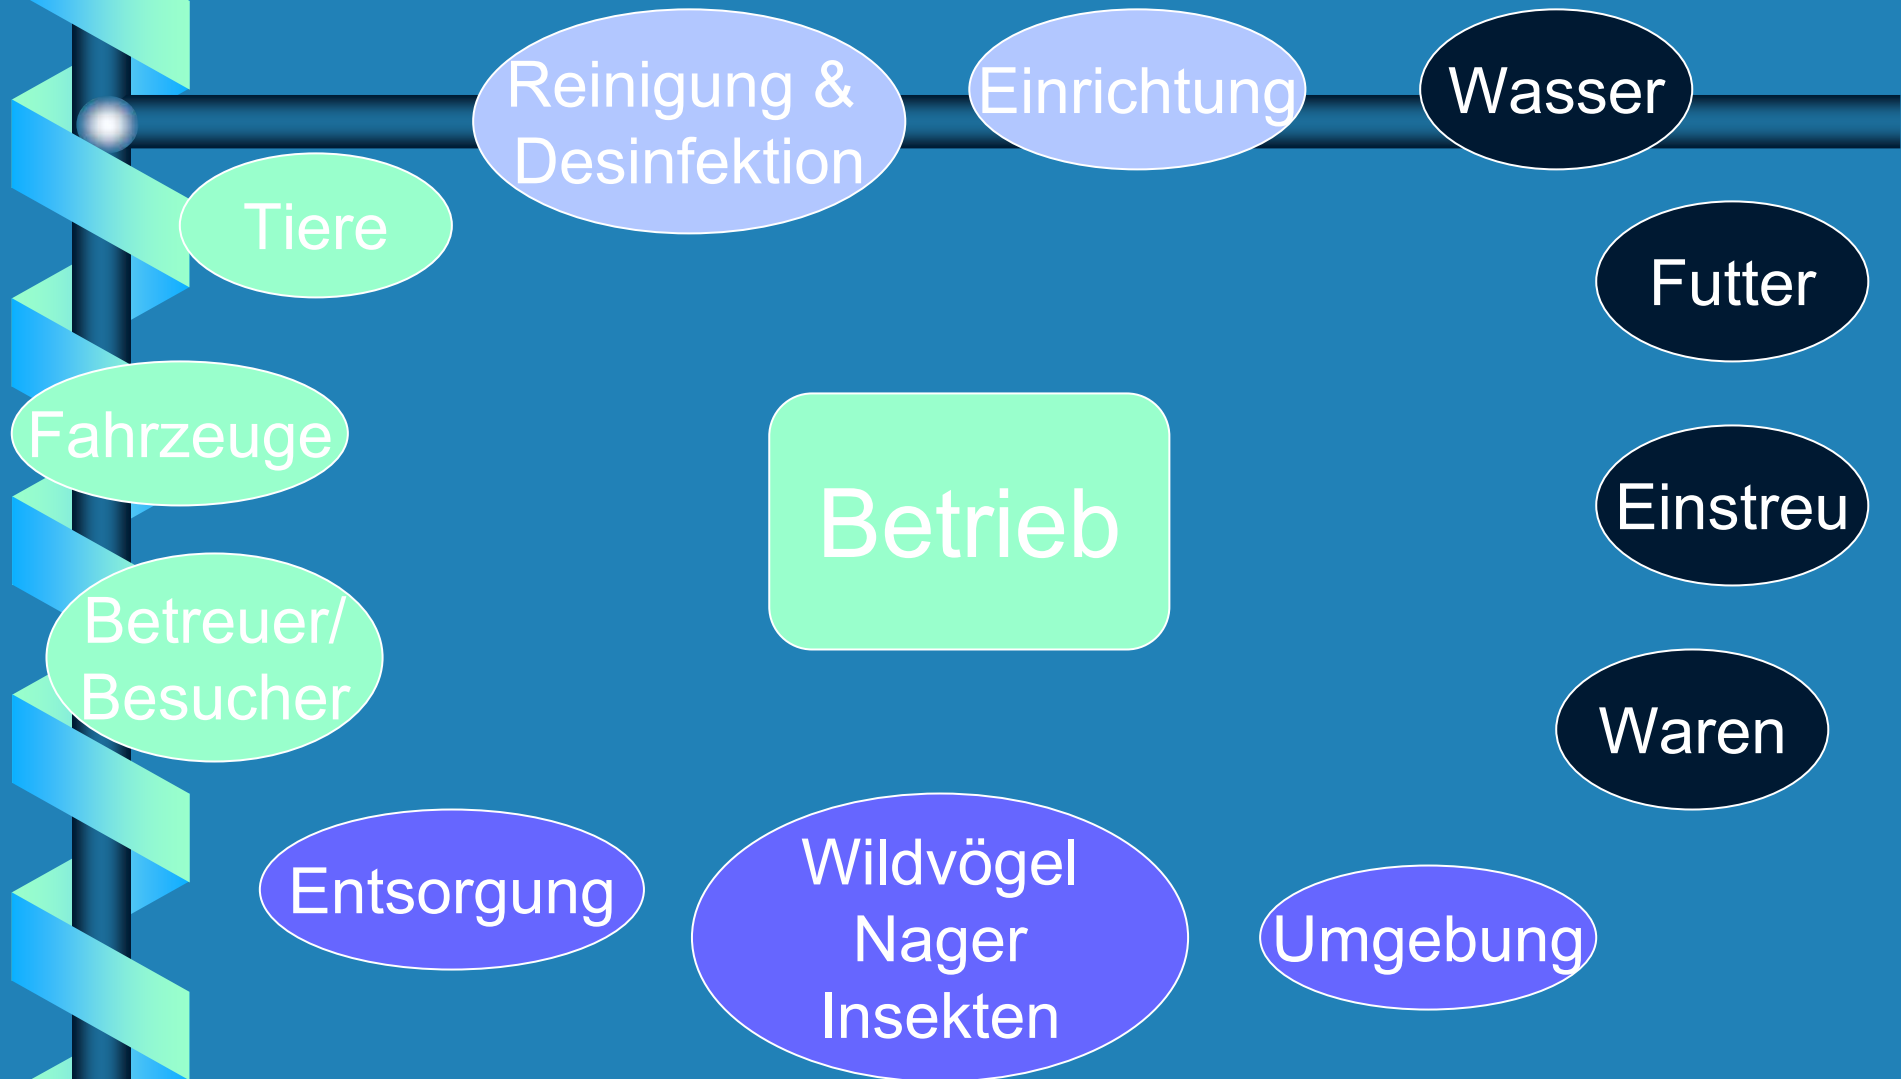 Reinigung &
Desinfektion
Einrichtung
Wasser
Tiere
Futter
Fahrzeuge
Betrieb
Einstreu
Betreuer/
Besucher
Waren
Entsorgung
Wildvögel
Nager
Insekten
Umgebung